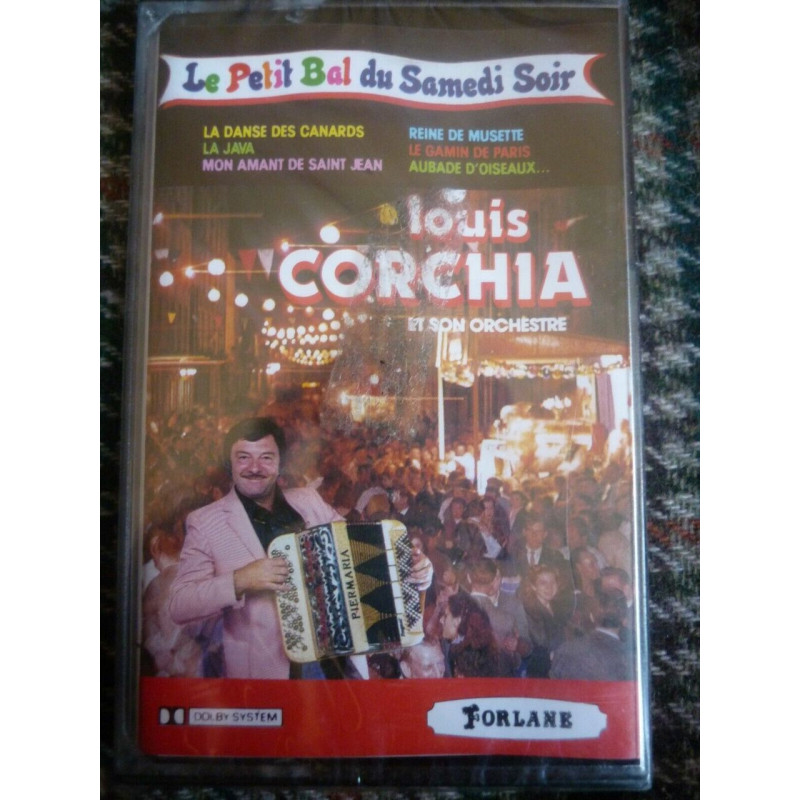 Le Petit Bal du Samedi Soir
LA DANSE DES CANARDS
LA JAVA
MON AMANT DE SAINT JEAN
REINE DE MUSETTE
LE GAMIN DE PARIS
AUBADE D'OISEAUX...
louis
CORCHIA
ET SON ORCHESTRE
PIERMARIA
DOLBY SYSTEM
FORLANE